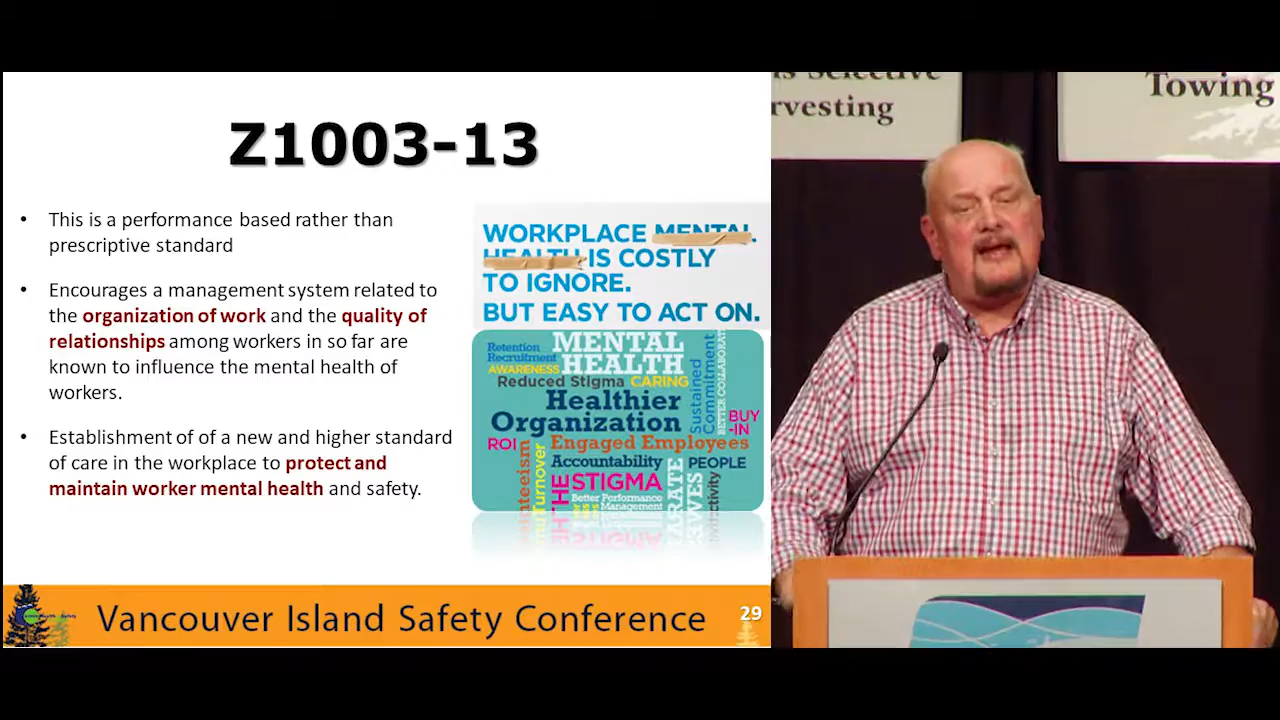 Z1003-13
This is a performance based rather than
prescriptive standard
Encourages a management system related to
the organization of work and the quality of
relationships among workers in so far are
known to influence the mental health of
workers.
Establishment of of a new and higher standard
of care in the workplace to protect and
maintain worker mental health and safety.
WORKPLACE MENTAL
HEALTH IS COSTLY
TO IGNORE.
BUT EASY TO ACT ON.
MENTAL
HEALTH
Retention
Recruitment
AWARENESS
Reduced Stigma CARING
Sustained
Commitment
Healthier
Organization
BUY
-IN
ROI
Engaged Employees
Accountability
PEOPLE
Turnover
THE STIGMA
Better Performance
Management
Vancouver Island Safety Conference
29
Selective
Towing